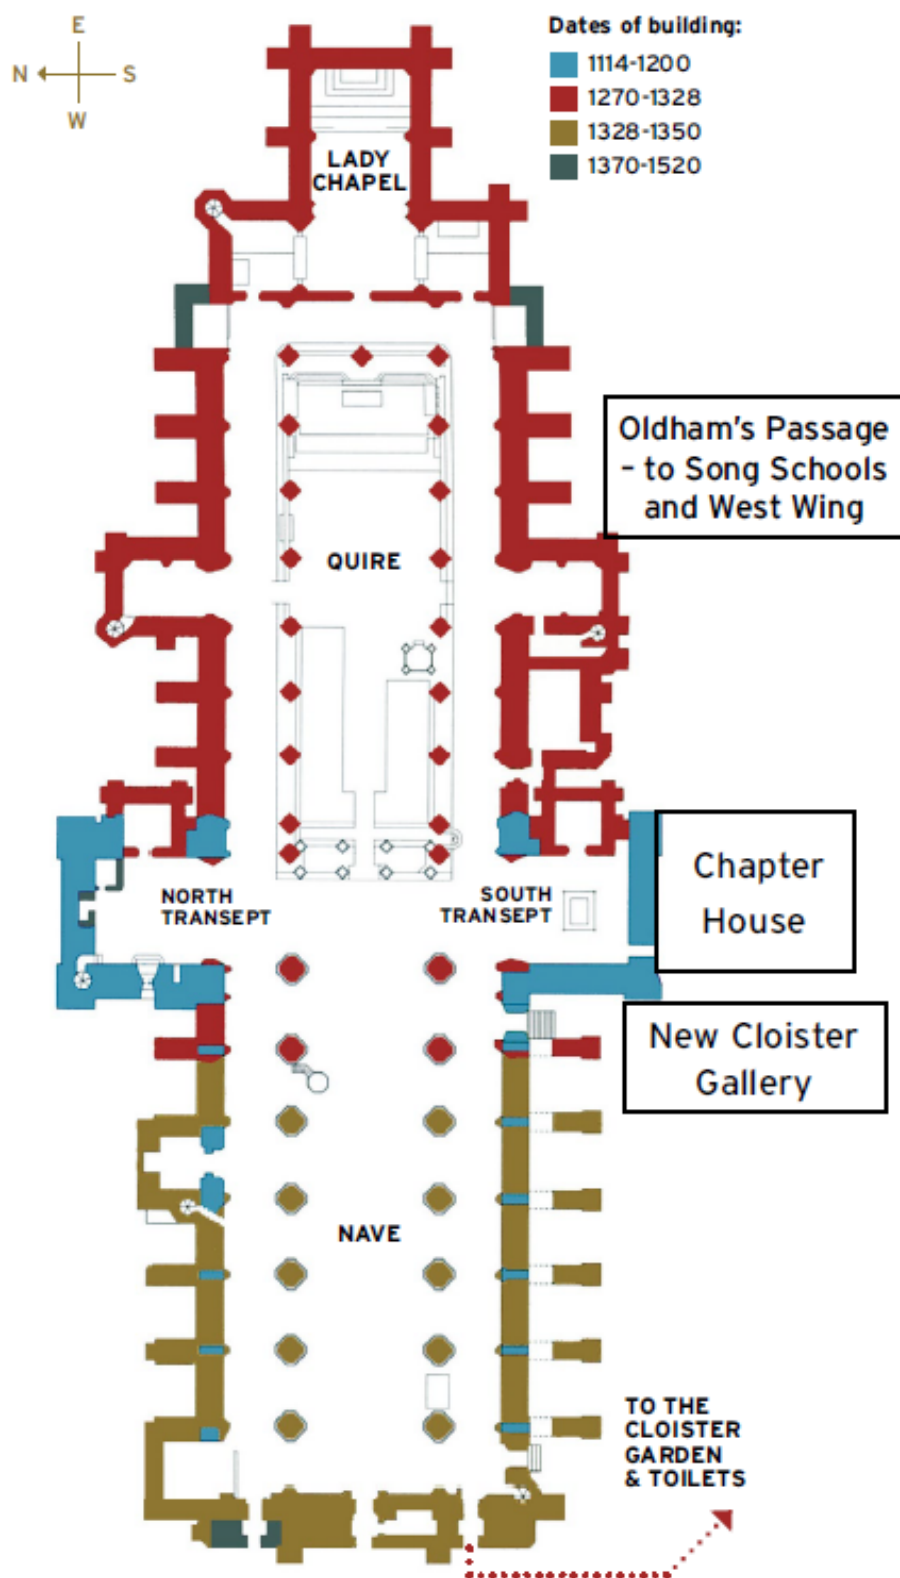 E
N
S
W
Dates of building:
1114-1200
1270-1328
1328-1350
1370-1520
LADY
CHAPEL
Oldham's Passage
– to Song Schools
and West Wing
QUIRE
Chapter
House
NORTH
TRANSEPT
SOUTH
TRANSEPT
New Cloister
Gallery
NAVE
TO THE
CLOISTER
GARDEN
& TOILETS